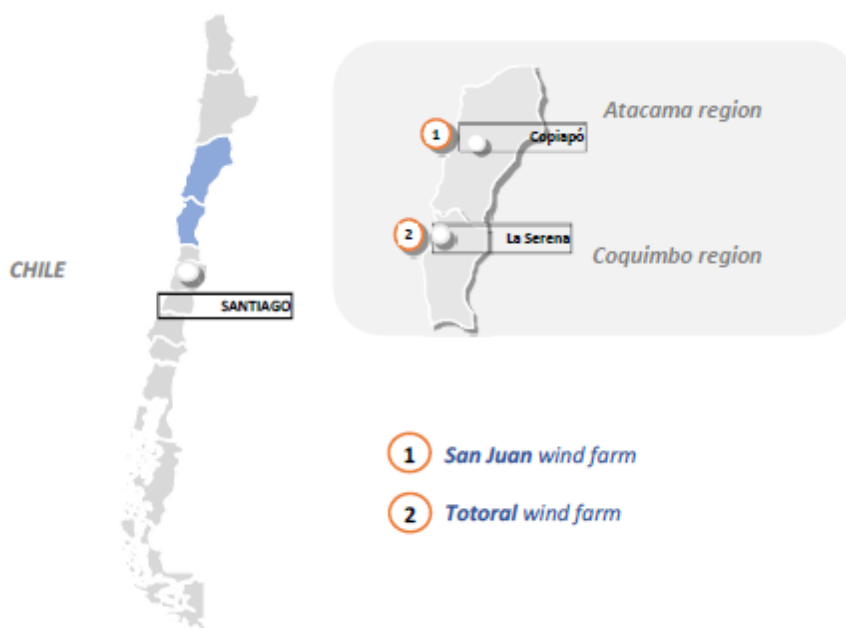 CHILE
SANTIAGO
Atacama region
1
Copiapó
2
La Serena
Coquimbo region
1 San Juan wind farm
2 Totoral wind farm